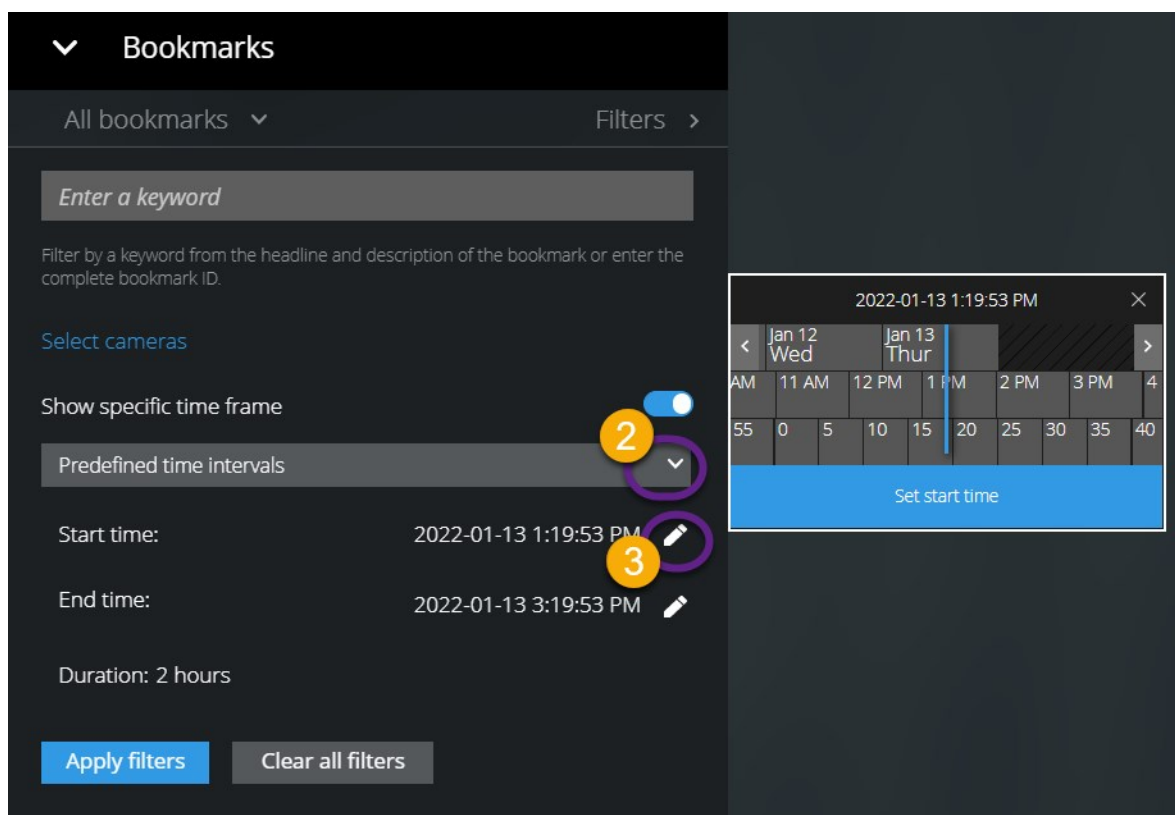 Bookmarks
All bookmarks
Filters
Enter a keyword
Filter by a keyword from the headline and description of the bookmark or enter the
complete bookmark ID.
Select cameras
Show specific time frame
2
Predefined time intervals
Start time: 2022-01-13 1:19:53 PM
3
End time: 2022-01-13 3:19:53 PM
Duration: 2 hours
Apply filters
Clear all filters
2022-01-13 1:19:53 PM
Jan 12 Jan 13
Wed Thur
AM 11 AM 12 PM 1 PM 2 PM 3 PM 4
55 0 5 10 15 20 25 30 35 40
Set start time